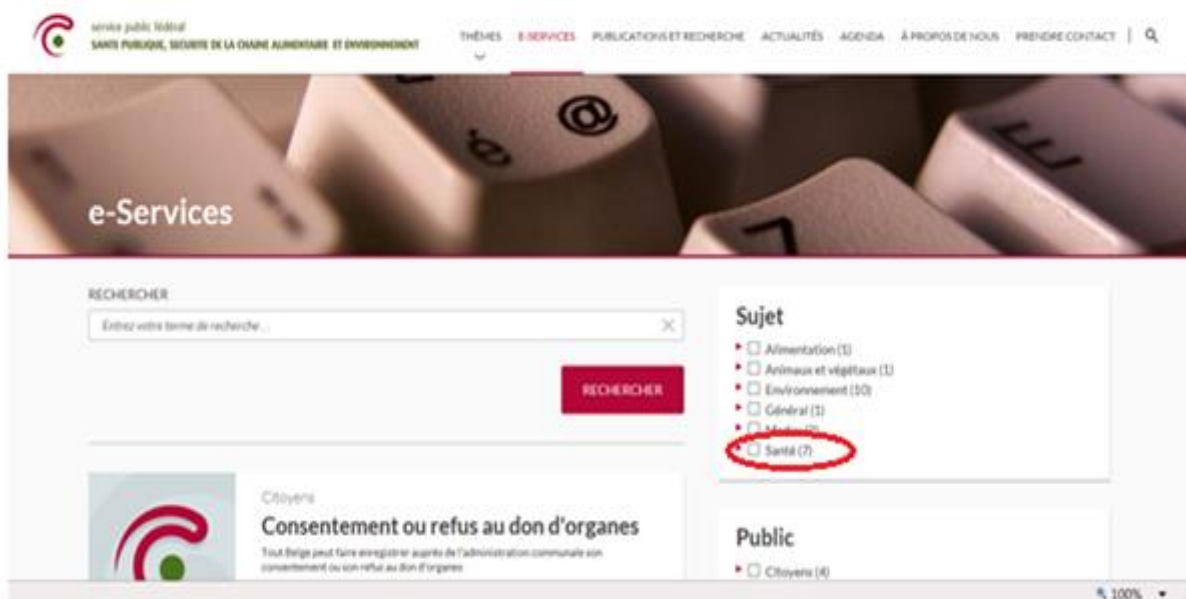 service public fédéral
SANTE PUBLIQUE, SECURITE DE LA CHAINE ALIMENTAIRE ET ENVIRONNEMENT
THÈMES E-SERVICES PUBLICATIONS ET RECHERCHE ACTUALITÉS AGENDA À PROPOS DE NOUS PRENDRE CONTACT
@
é
7
e-Services
RECHERCHER
Entrez votre terme de recherche...
RECHERCHER
Sujet
Alimentation (1)
Animaux et végétaux (1)
Environnement (10)
Général (1)
Santé (7)
Citoyens
Consentement ou refus au don d'organes
Tout Belge peut faire enregistrer auprès de l'administration communale son
consentement ou son refus au don d'organes
Public
Citoyens (4)
100%